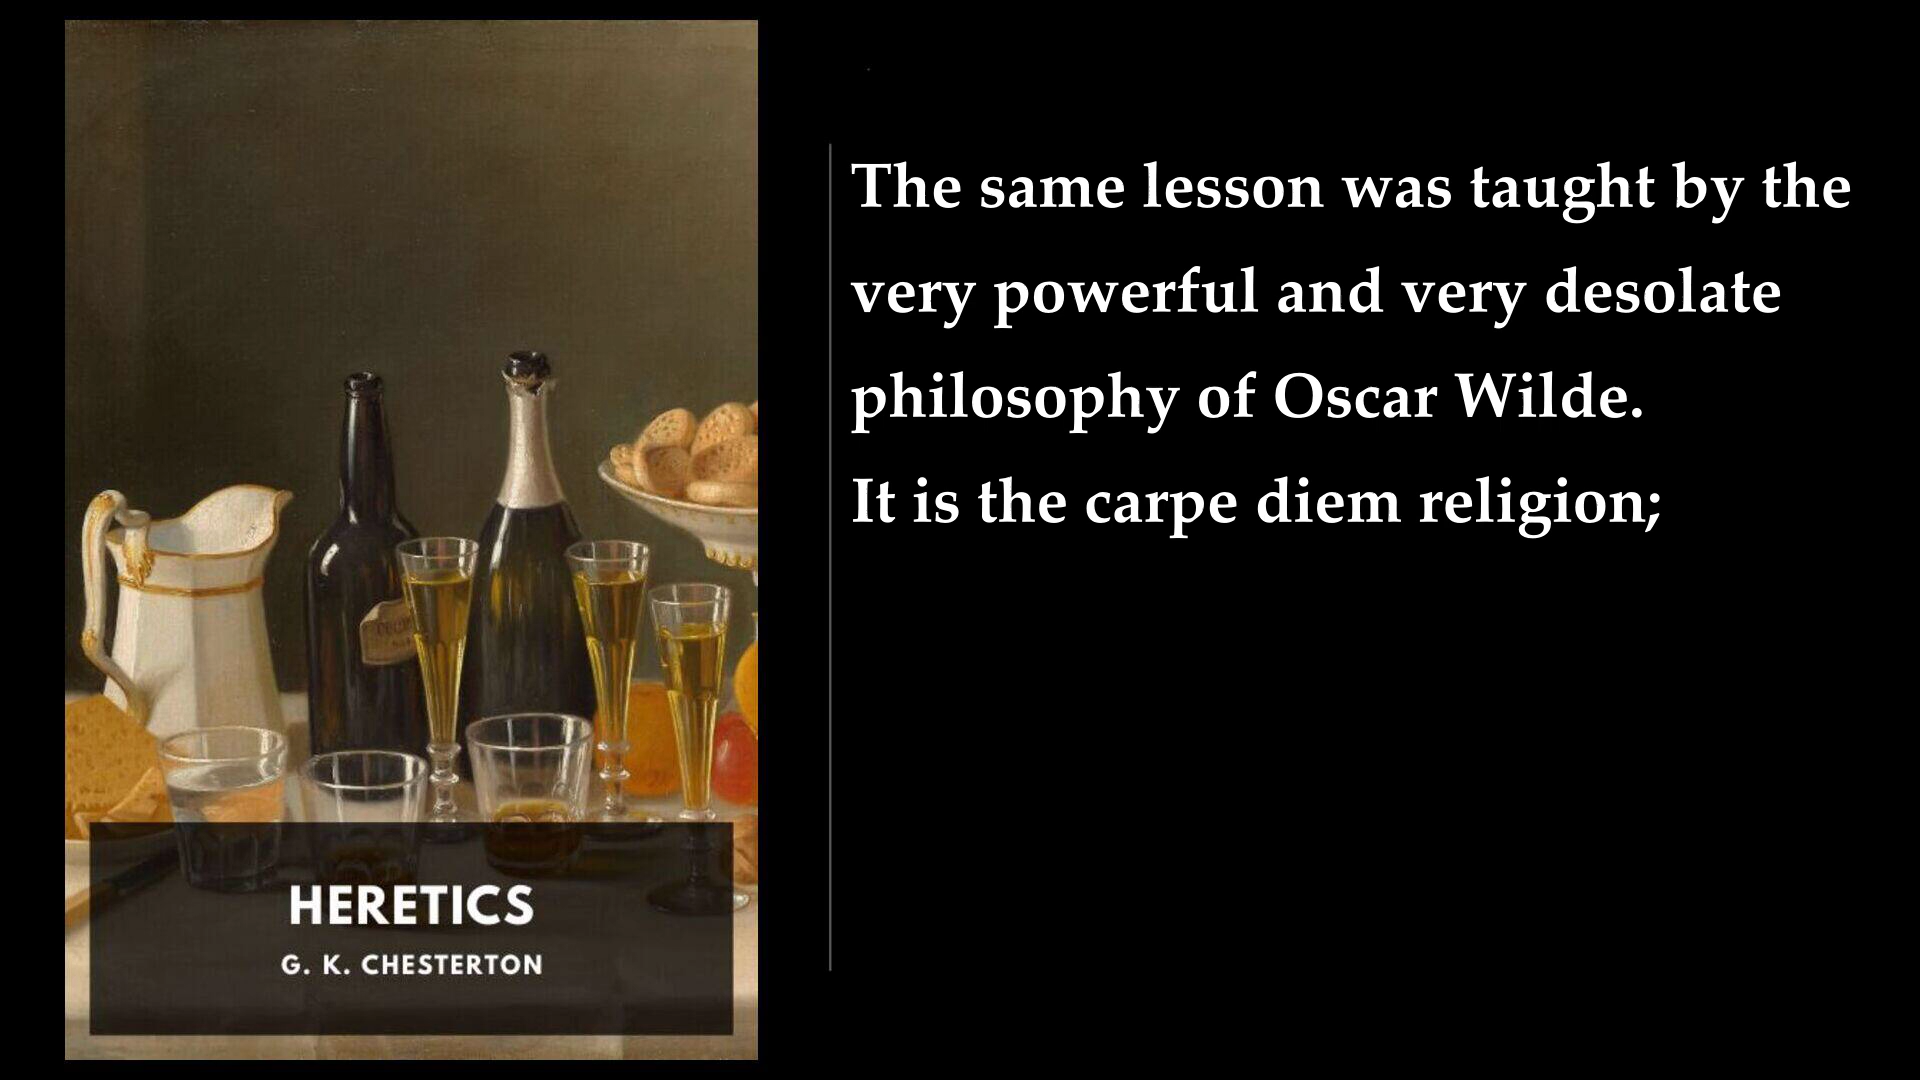 The same lesson was taught by the
very powerful and very desolate
philosophy of Oscar Wilde.
It is the carpe diem religion;
HERETICS
G. K. CHESTERTON